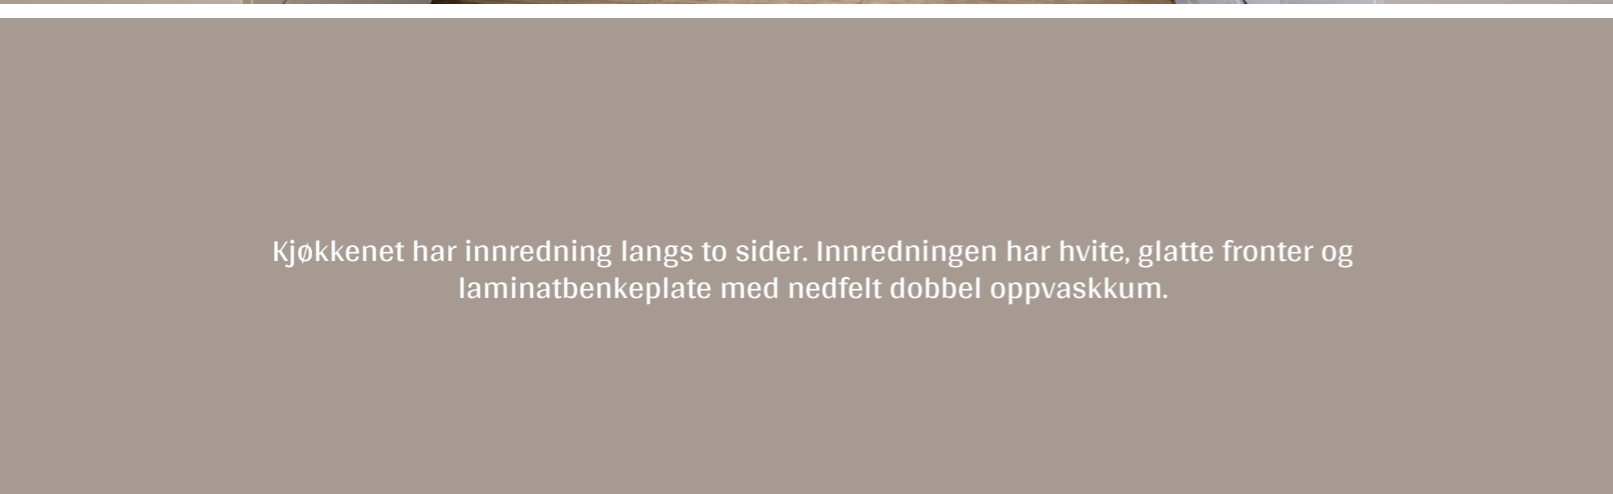 Kjøkkenet har innredning langs to sider. Innredningen har hvite, glatte fronter og
laminatbenkeplate med nedfelt dobbel oppvaskkum.